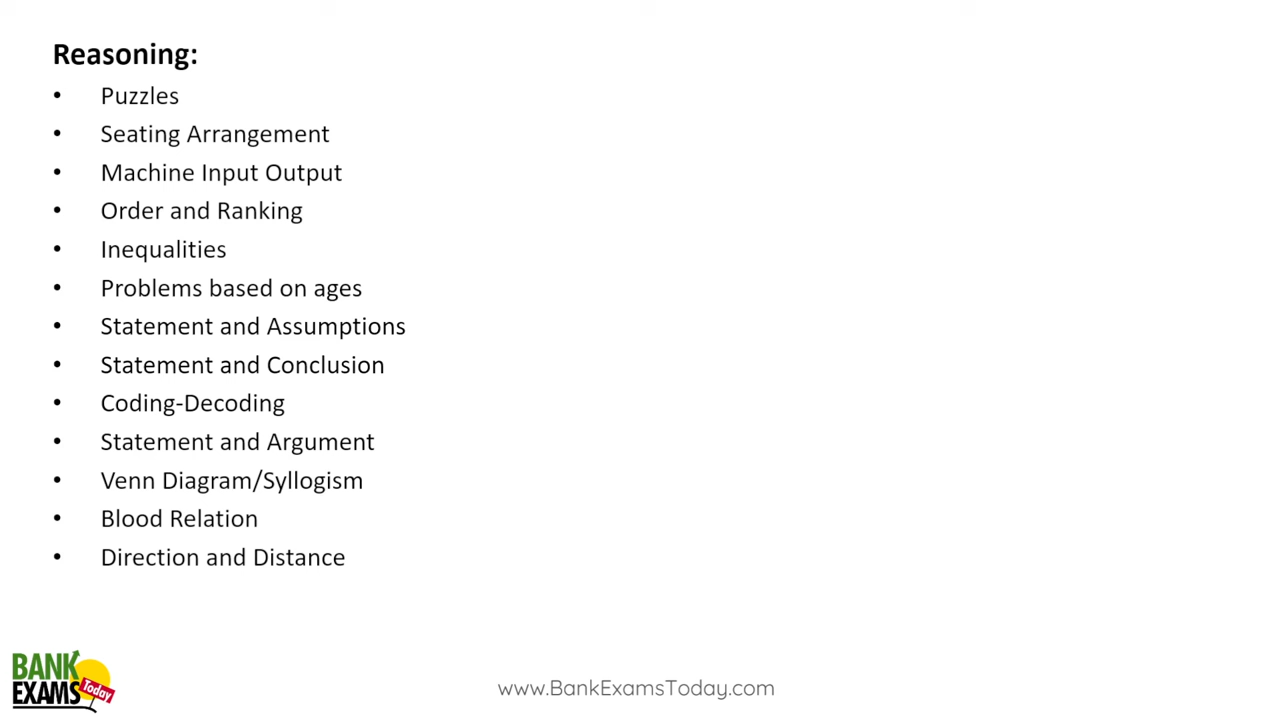 Reasoning:
• Puzzles
• Seating Arrangement
• Machine Input Output
• Order and Ranking
• Inequalities
• Problems based on ages
• Statement and Assumptions
• Statement and Conclusion
• Coding-Decoding
• Statement and Argument
• Venn Diagram/Syllogism
• Blood Relation
• Direction and Distance
BANK
EXAMS Today
www.BankExamsToday.com